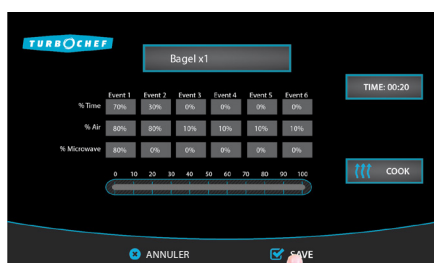 TURBOCHEF
Bagel x1
TIME: 00:20
Event 1 Event 2 Event 3 Event 4 Event 5 Event 6
% Time 70% 30% 0% 0% 0% 0%
% Air 80% 80% 10% 10% 10% 10%
% Microwave 80% 0% 0% 0% 0% 0%
0 10 20 30 40 50 60 70 80 90 100
COOK
ANNULER
SAVE